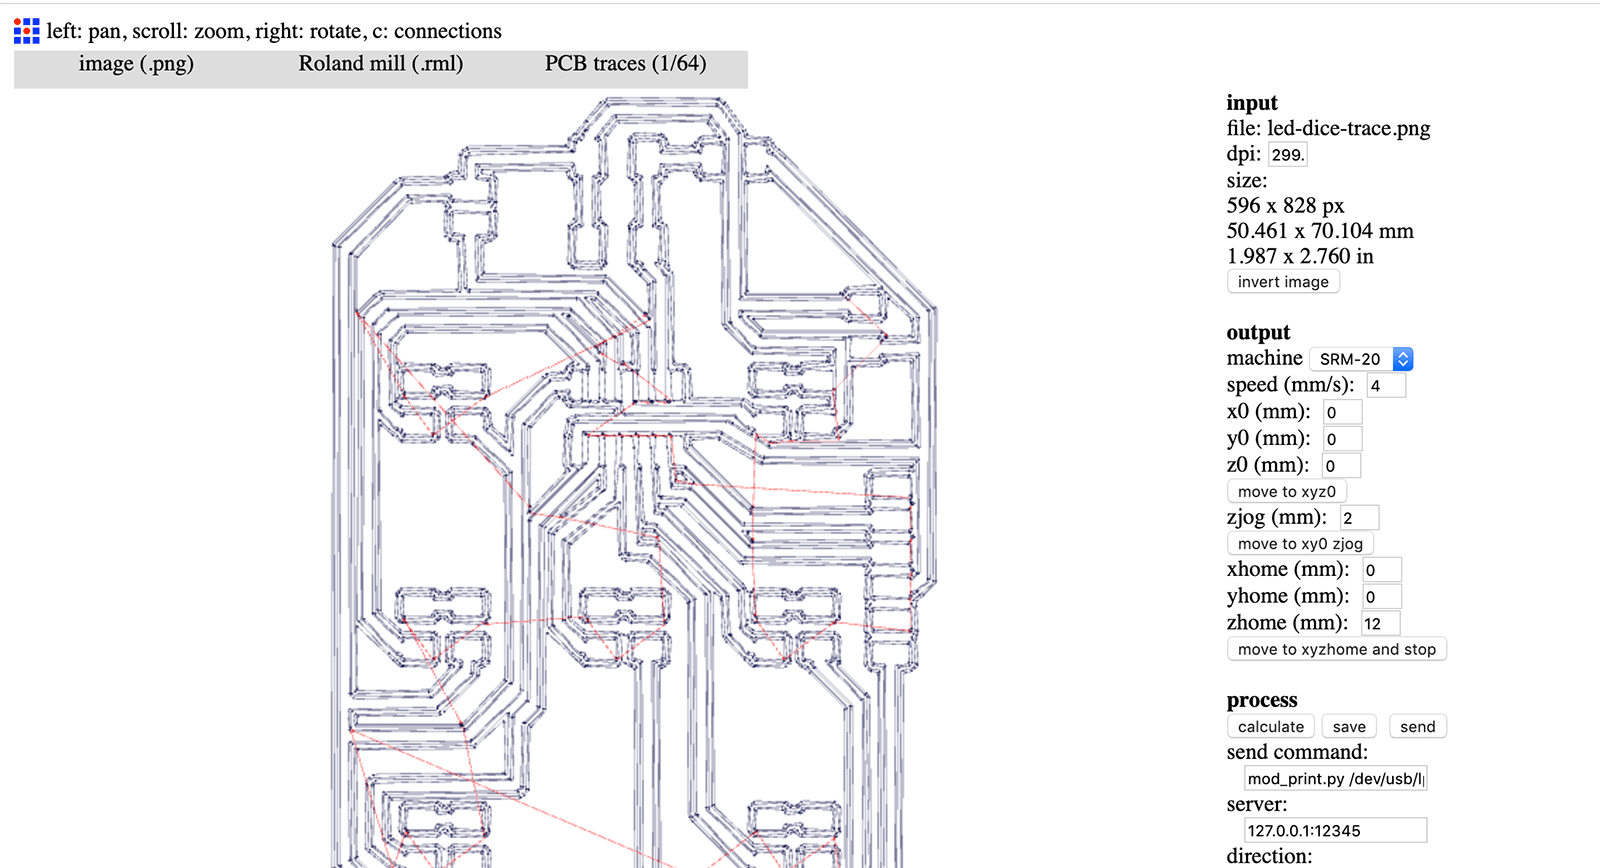 left: pan, scroll: zoom, right: rotate, c: connections
image (.png) Roland mill (.rml) PCB traces (1/64)
input
file: led-dice-trace.png
dpi: 299.
size:
596 x 828 px
50.461 x 70.104 mm
1.987 x 2.760 in
invert image
output
machine SRM-20
speed (mm/s): 4
x0 (mm): 0
y0 (mm): 0
z0 (mm): 0
move to xyz0
zjog (mm): 2
move to xy0 zjog
xhome (mm): 0
yhome (mm): 0
zhome (mm): 12
move to xyzhome and stop
process
calculate save send
send command:
mod_print.py /dev/usb/l
server:
127.0.0.1:12345
direction: